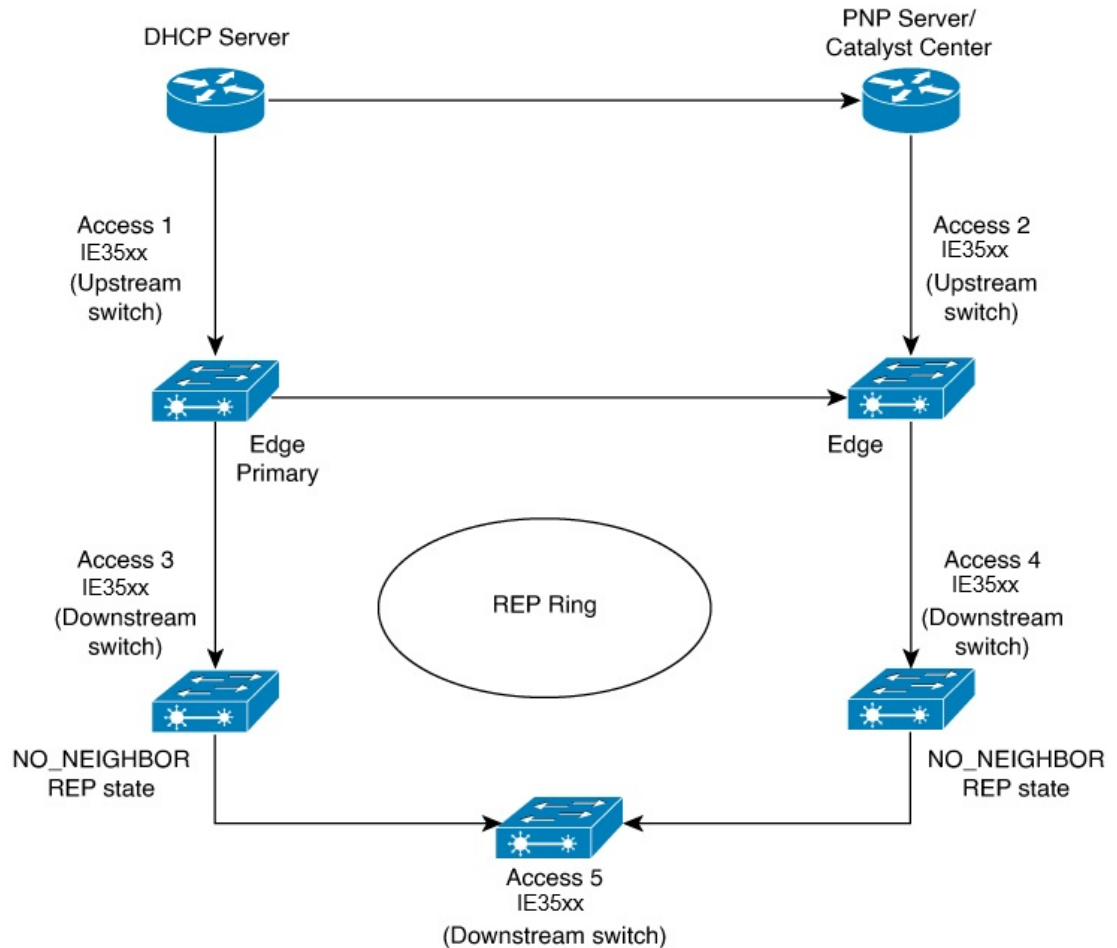 DHCP Server
PNP Server/
Catalyst Center
Access 1
IE35xx
(Upstream
switch)
Access 2
IE35xx
(Upstream
switch)
Edge
Primary
Edge
Access 3
IE35xx
(Downstream
switch)
REP Ring
Access 4
IE35xx
(Downstream
switch)
NO_NEIGHBOR
REP state
NO_NEIGHBOR
REP state
Access 5
IE35xx
(Downstream switch)